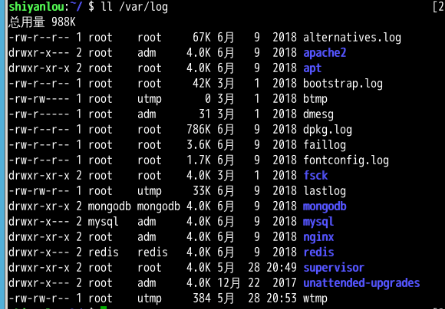 shiyanlou:~/ $ ll /var/log [2
总用量 988K
-rw-r--r-- 1 root root 67K 6月 9 2018 alternatives.log
drwxr-x--- 2 root adm 4.0K 6月 9 2018 apache2
drwxr-xr-x 2 root root 4.0K 6月 9 2018 apt
-rw-r--r-- 1 root root 42K 3月 1 2018 bootstrap.log
-rw-rw---- 1 root utmp 0 3月 1 2018 btmp
-rw-r----- 1 root adm 31 3月 1 2018 dmesg
-rw-r--r-- 1 root root 786K 6月 9 2018 dpkg.log
-rw-r--r-- 1 root root 3.6K 6月 9 2018 faillog
-rw-r--r-- 1 root root 1.7K 6月 9 2018 fontconfig.log
drwxr-xr-x 2 root root 4.0K 3月 1 2018 fsck
-rw-rw-r-- 1 root utmp 33K 6月 9 2018 lastlog
drwxr-xr-x 2 mongodb mongodb 4.0K 6月 9 2018 mongodb
drwxr-x--- 2 mysql adm 4.0K 6月 9 2018 mysql
drwxr-xr-x 2 root adm 4.0K 6月 9 2018 nginx
drwxr-x--- 2 redis redis 4.0K 6月 9 2018 redis
drwxr-xr-x 2 root root 4.0K 5月 28 20:49 supervisor
drwxr-x--- 2 root adm 4.0K 12月 22 2017 unattended-upgrades
-rw-rw-r-- 1 root utmp 384 5月 28 20:53 wtmp